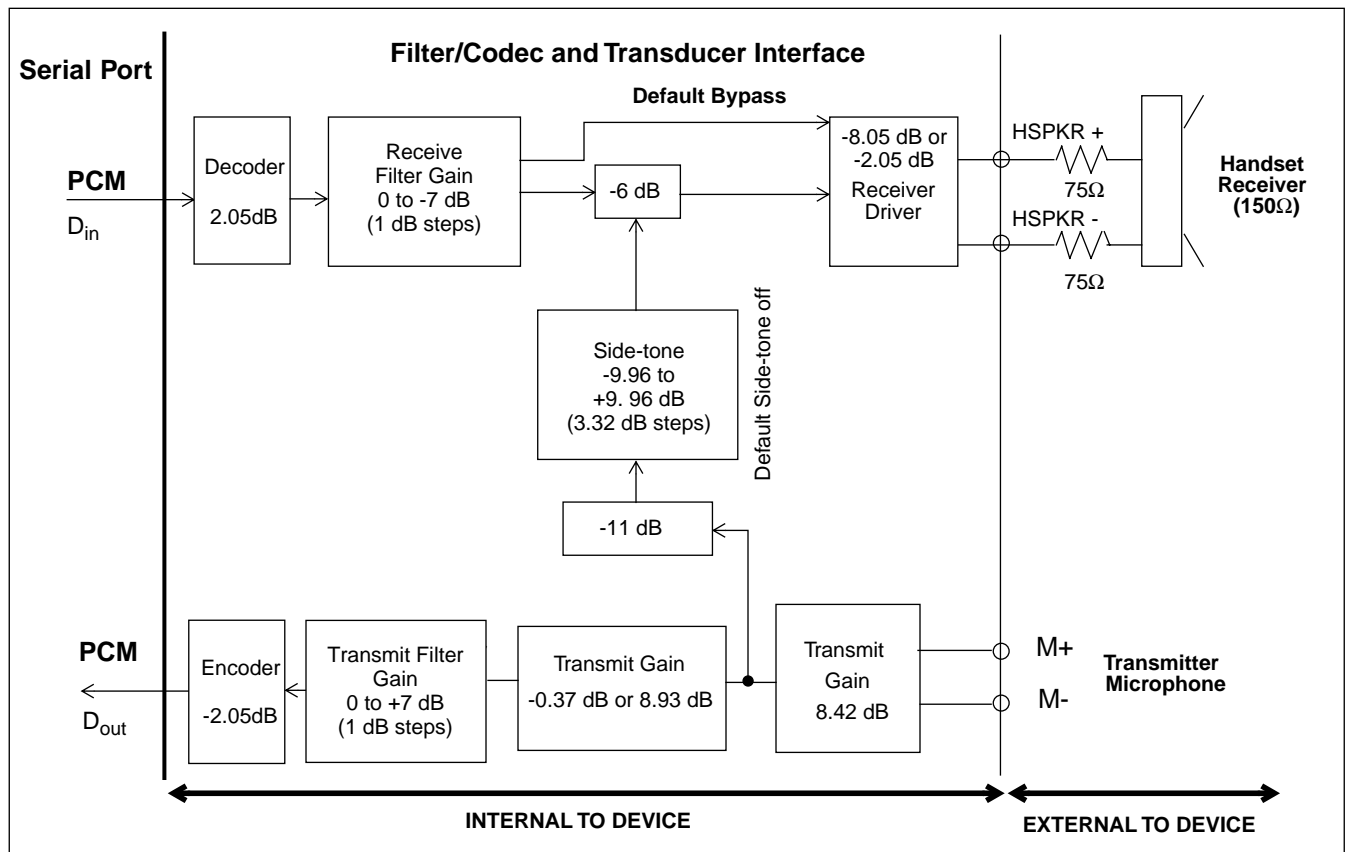 Serial Port
Filter/Codec and Transducer Interface
Default Bypass
PCM
D_in
Decoder
2.05dB
Receive
Filter Gain
0 to -7 dB
(1 dB steps)
-6 dB
-8.05 dB or
-2.05 dB
Receiver
Driver
HSPKR +
75Ω
HSPKR -
75Ω
Handset
Receiver
(150Ω)
Side-tone
-9.96 to
+9. 96 dB
(3.32 dB steps)
Default Side-tone off
-11 dB
PCM
D_out
Encoder
-2.05dB
Transmit Filter
Gain
0 to +7 dB
(1 dB steps)
Transmit Gain
-0.37 dB or 8.93 dB
Transmit
Gain
8.42 dB
M+
M-
Transmitter
Microphone
INTERNAL TO DEVICE
EXTERNAL TO DEVICE